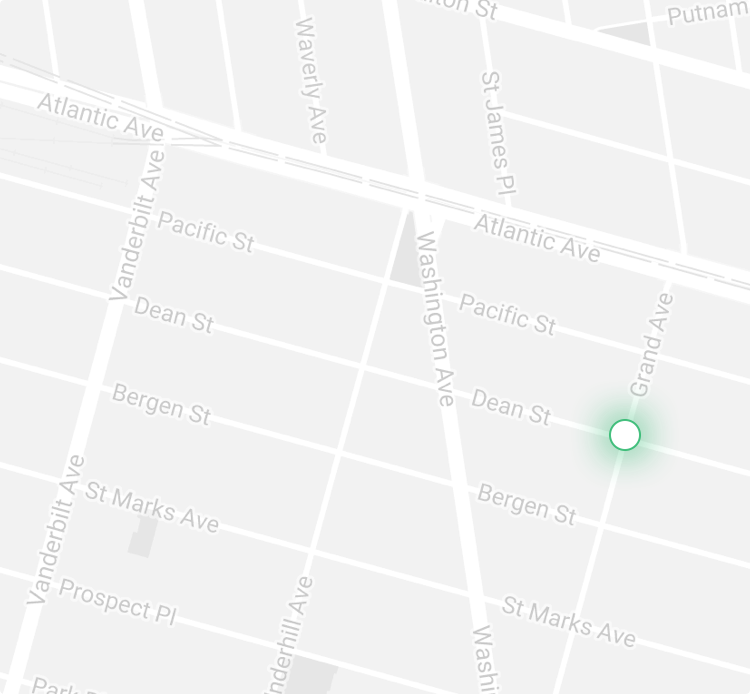 St
Putnam
Waverly Ave
St James Pl
Atlantic Ave
Vanderbilt Ave
Pacific St
Atlantic Ave
Washington Ave
Dean St
Pacific St
Grand Ave
Bergen St
Dean St
Vanderbilt Ave
St Marks Ave
Bergen St
Prospect Pl
St Marks Ave
Ave